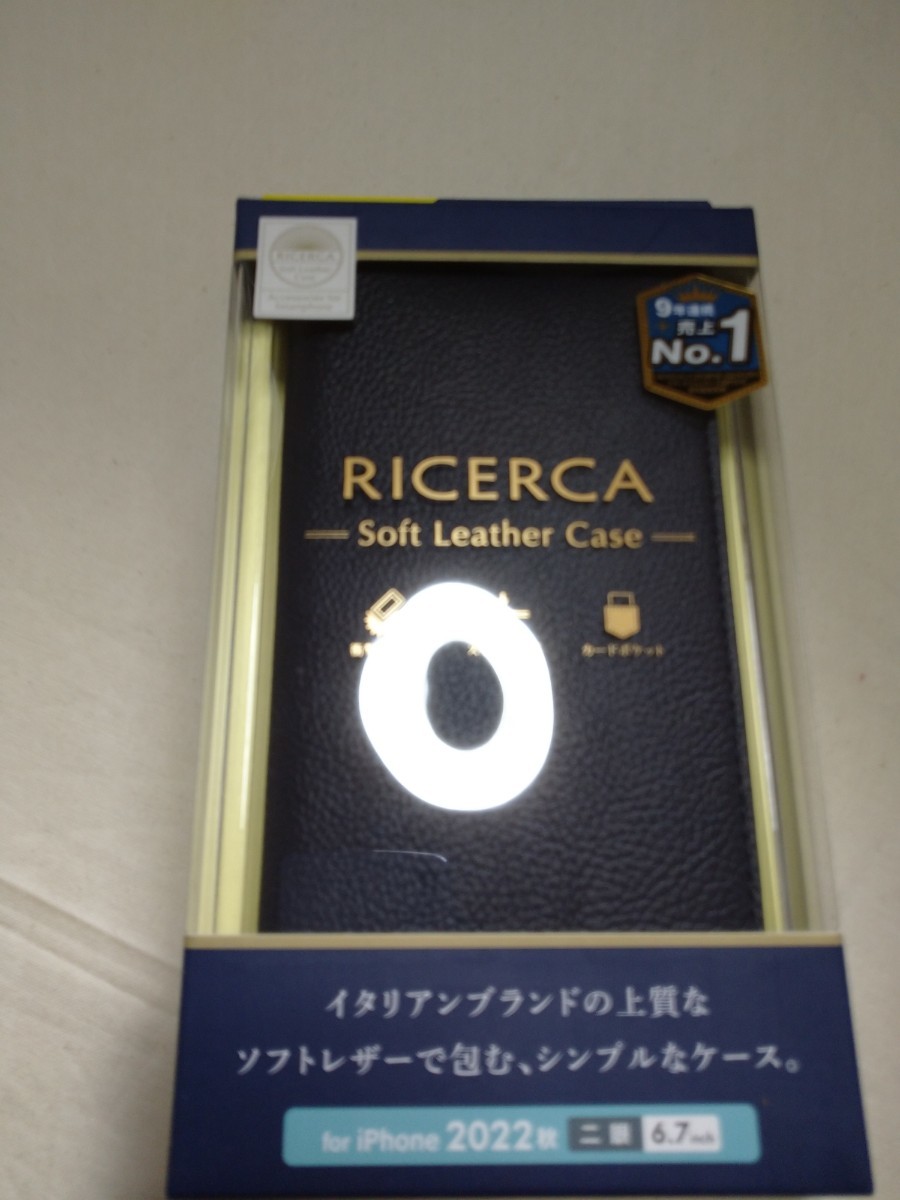 RICERCA
Soft Leather
Case
9年連続
売上
No.1
RICERCA
Soft Leather Case
カードポケット
イタリアンブランドの上質な
ソフトレザーで包む、シンプルなケース。
for iPhone 2022秋 二眼 6.7inch